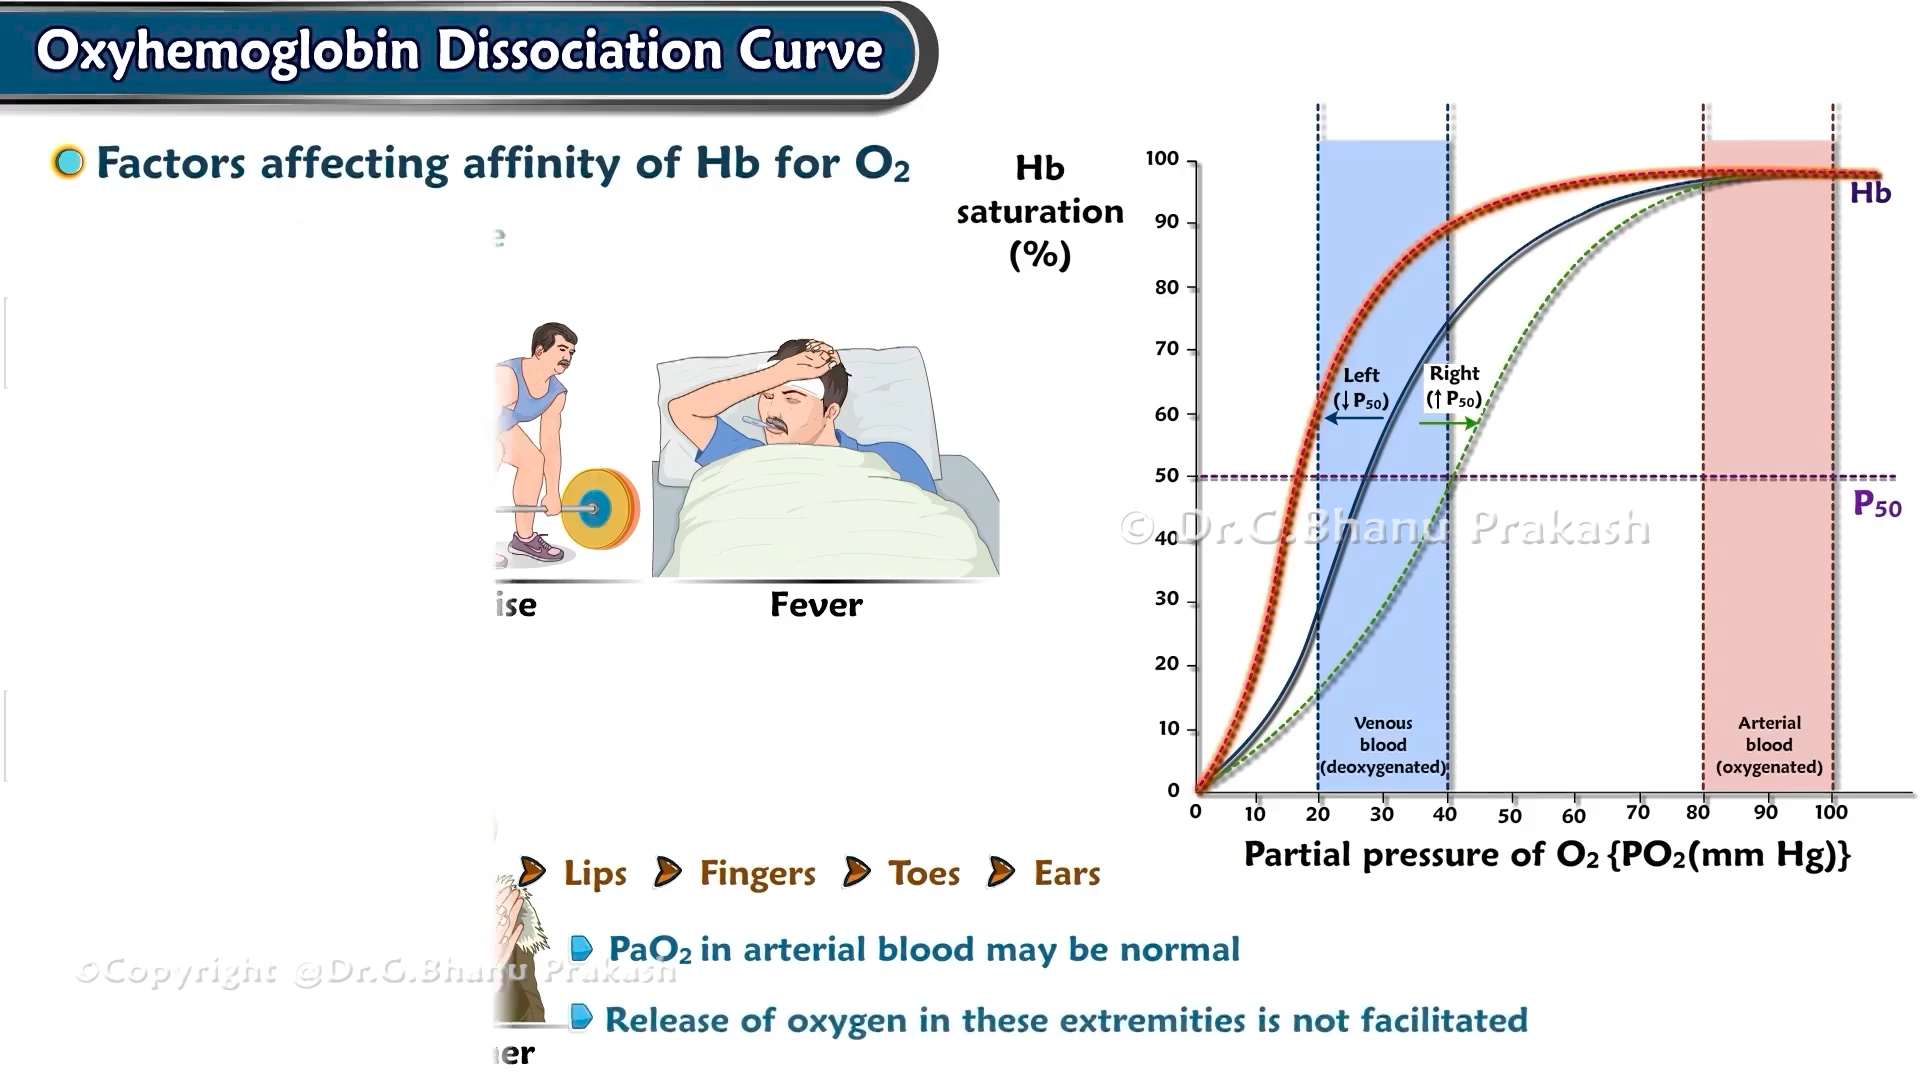 Oxyhemoglobin Dissociation Curve
Factors affecting affinity of Hb for O₂
e
ise
Fever
Lips
Fingers
Toes
Ears
PaO₂ in arterial blood may be normal
Release of oxygen in these extremities is not facilitated
er
©Copyright @Dr.G.Bhanu Prakash
Hb
saturation
(%)
100
90
80
70
60
50
40
30
20
10
0
Left
(↓P₅₀)
Right
(↑P₅₀)
Hb
P₅₀
© Dr.G.Bhanu Prakash
Venous
blood
(deoxygenated)
Arterial
blood
(oxygenated)
0 10 20 30 40 50 60 70 80 90 100
Partial pressure of O₂ {PO₂(mm Hg)}